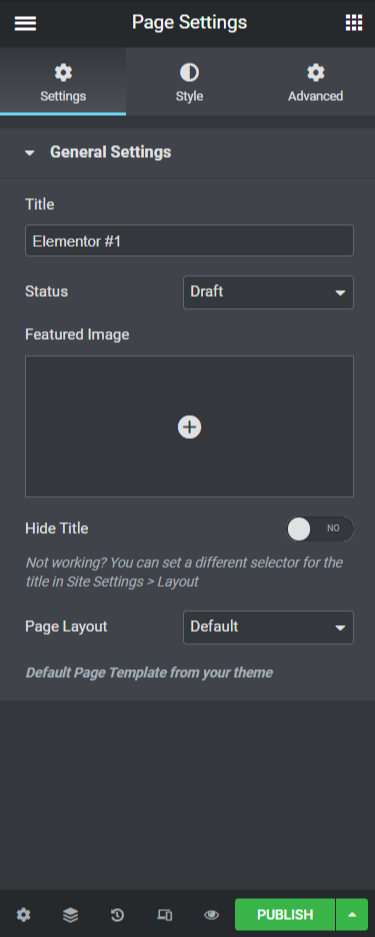 Page Settings
Settings
Style
Advanced
General Settings
Title
Elementor #1
Status
Draft
Featured Image
Hide Title
NO
Not working? You can set a different selector for the
title in Site Settings > Layout
Page Layout
Default
Default Page Template from your theme
PUBLISH